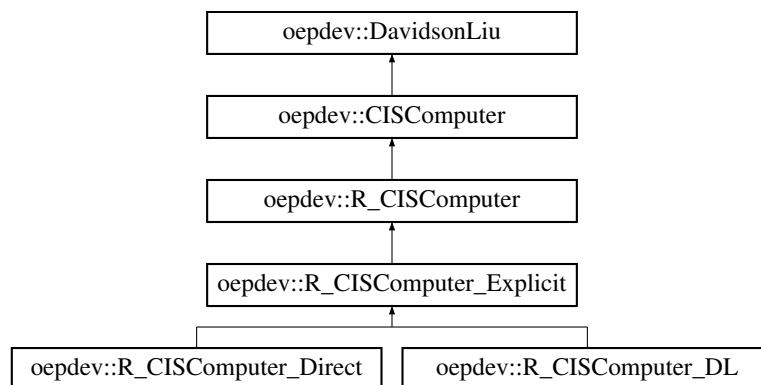 oepdev::DavidsonLiu
oepdev::CISComputer
oepdev::R_CISComputer
oepdev::R_CISComputer_Explicit
oepdev::R_CISComputer_Direct
oepdev::R_CISComputer_DL